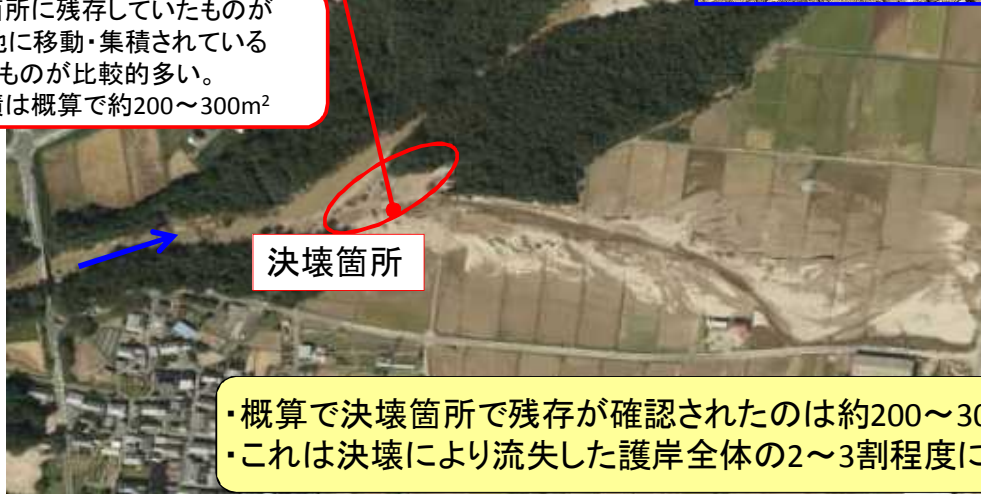 所に残存していたものが
に移動・集積されている
ものが比較的多い。
は概算で約200～300m²
決壊箇所
・概算で決壊箇所で残存が確認されたのは約200～30
・これは決壊により流失した護岸全体の2～3割程度に